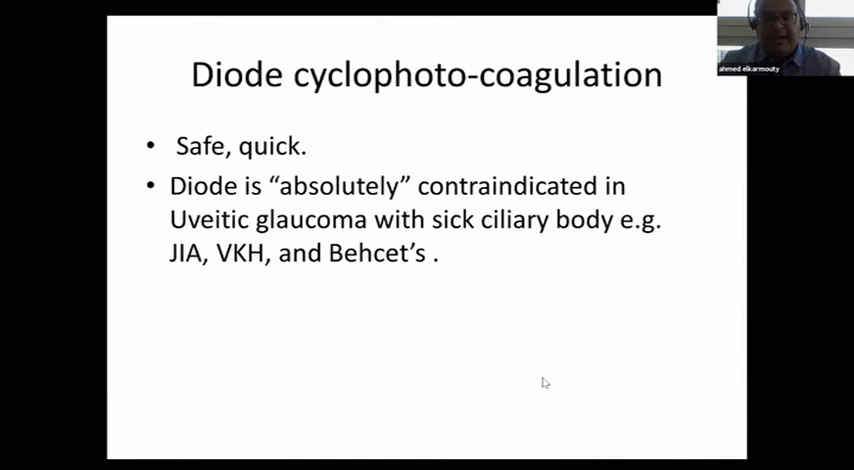 ahmed elkarmouty
Diode cyclophoto-coagulation
• Safe, quick.
• Diode is “absolutely” contraindicated in
Uveitic glaucoma with sick ciliary body e.g.
JIA, VKH, and Behcet’s .